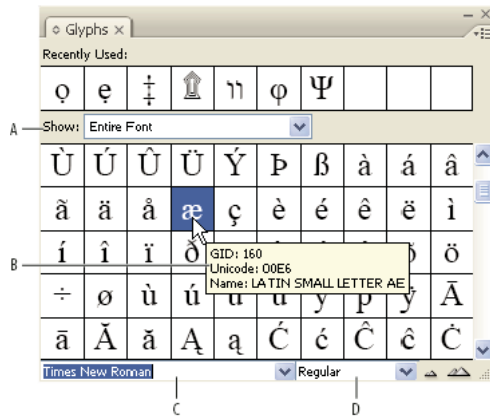 Glyphs ×
Recently Used:
ọ ẹ ‡ װ φ Ψ
A Show: Entire Font
Ù Ú Û Ü Ý Þ ß à á â
ã ä å æ ç è é ê ë ì
í î ï ð ö
B GID: 160
Unicode: 00E6
Name: LATIN SMALL LETTER AE
÷ ø ù ú û ü ý þ ÿ Ā
ā Ă ă Ą ą Ć ć Ĉ ĉ Ċ
Times New Roman Regular
C D